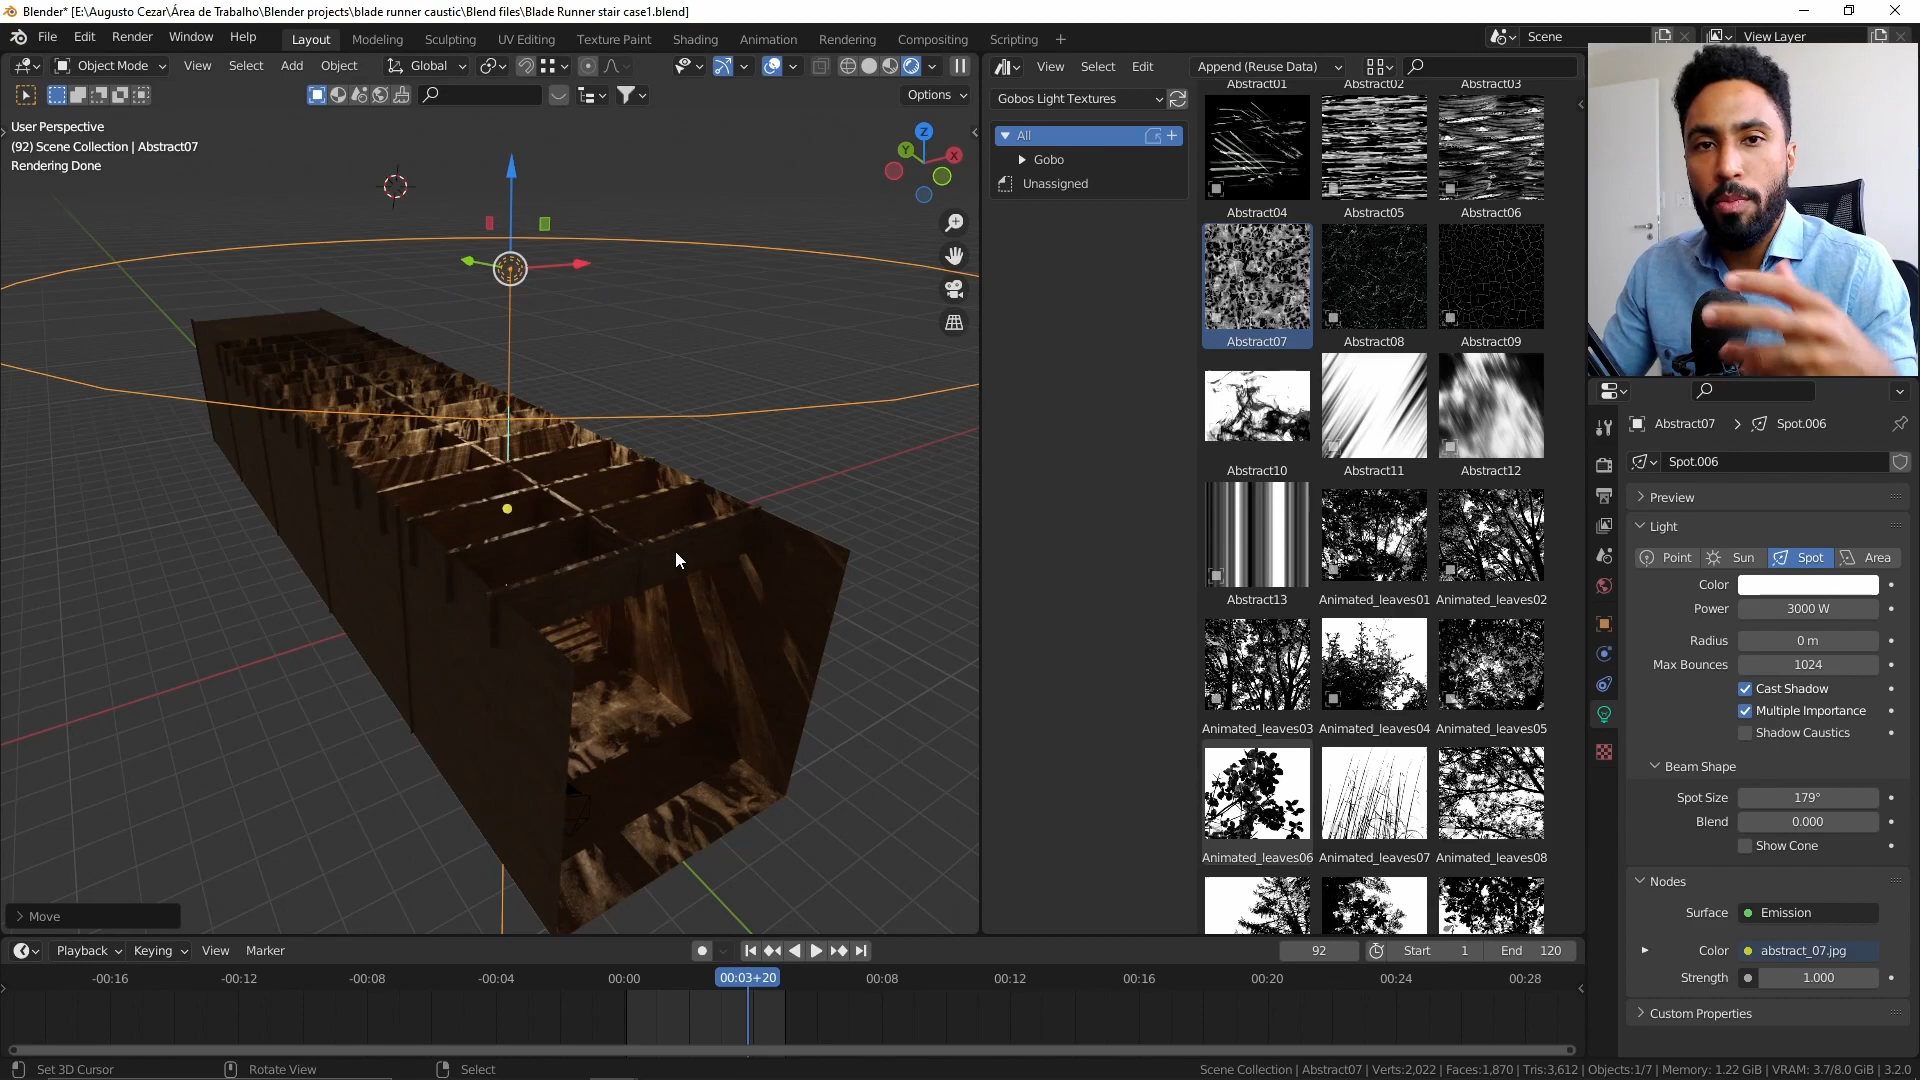 Blender* [E:\Augusto Cezar\Área de Trabalho\Blender projects\blade runner caustic\Blend files\Blade Runner stair case1.blend]
File Edit Render Window Help Layout Modeling Sculpting UV Editing Texture Paint Shading Animation Rendering Compositing Scripting + Scene View Layer
Object Mode View Select Add Object Global
Options
User Perspective
(92) Scene Collection | Abstract07
Rendering Done
Z
Y
X
Move
View Select Edit Append (Reuse Data)
Gobos Light Textures
All
Gobo
Unassigned
Abstract01 Abstract02 Abstract03
Abstract04 Abstract05 Abstract06
Abstract07 Abstract08 Abstract09
Abstract10 Abstract11 Abstract12
Abstract13 Animated_leaves01 Animated_leaves02
Animated_leaves03 Animated_leaves04 Animated_leaves05
Animated_leaves06 Animated_leaves07 Animated_leaves08
Abstract07 > Spot.006
Spot.006
Preview
Light
Point Sun Spot Area
Color
Power 3000 W
Radius 0 m
Max Bounces 1024
Cast Shadow
Multiple Importance
Shadow Caustics
Beam Shape
Spot Size 179°
Blend 0.000
Show Cone
Nodes
Surface Emission
Color abstract_07.jpg
Strength 1.000
Custom Properties
Playback Keying View Marker 92 Start 1 End 120
-00:16 -00:12 -00:08 -00:04 00:00 00:03+20 00:08 00:12 00:16 00:20 00:24 00:28
Set 3D Cursor Rotate View Select Scene Collection | Abstract07 | Verts:2,022 | Faces:1,870 | Tris:3,612 | Objects:1/7 | Memory: 1.22 GiB | VRAM: 3.7/8.0 GiB | 3.2.0